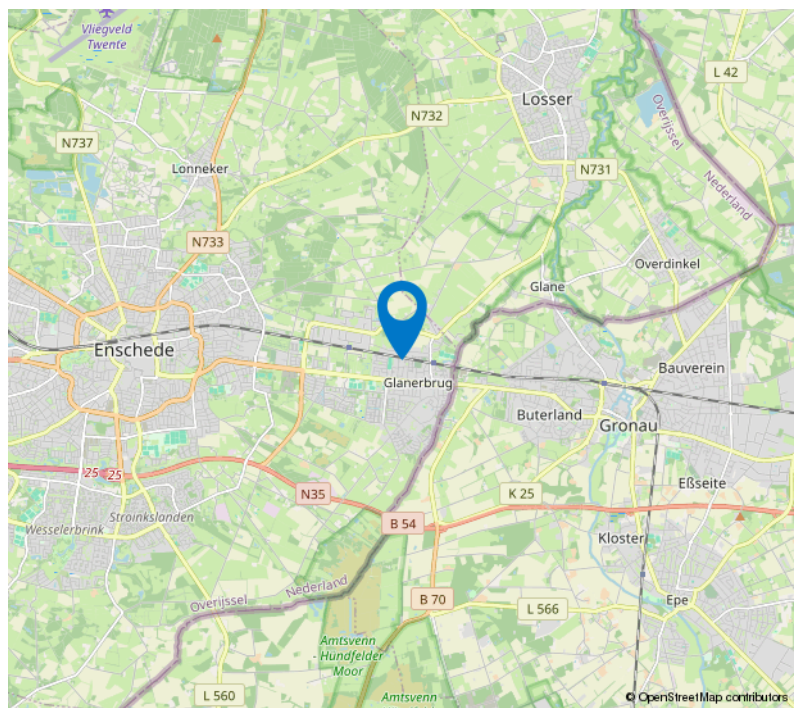 Vliegveld
Twente
L 42
Losser
Overijssel
Nederland
N737
N732
Lonneker
N731
N733
Overdinkel
Glane
Enschede
Bauverein
Glanerbrug
Buterland
Gronau
25
25
N35
K 25
Eßseite
Stroinkslanden
Wesselerbrink
B 54
Kloster
Overijssel
Nederland
B 70
L 566
Epe
Amtsvenn
- Hündfelder
Moor
L 560
Amtsvenn
© OpenStreetMap contributors